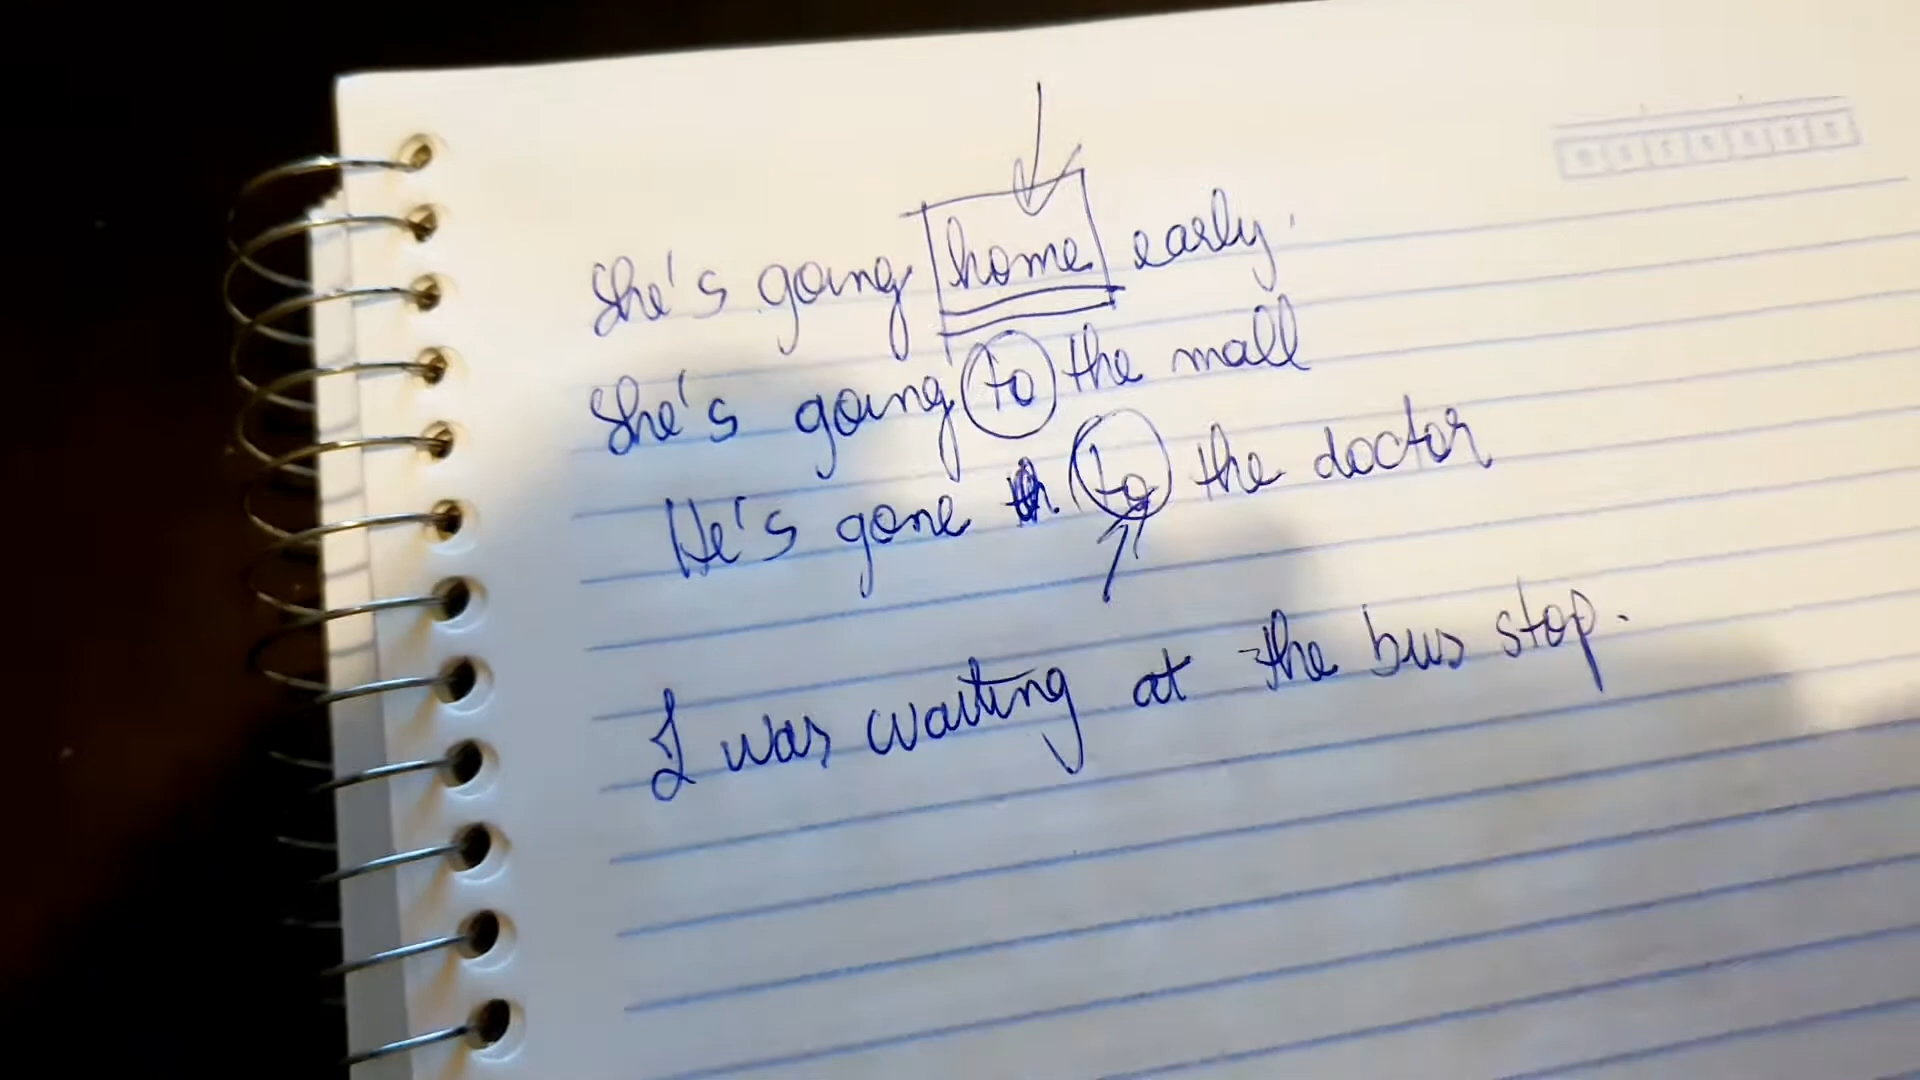 She's going home early.
She's going to the mall
He's gone to the doctor
I was waiting at the bus stop.